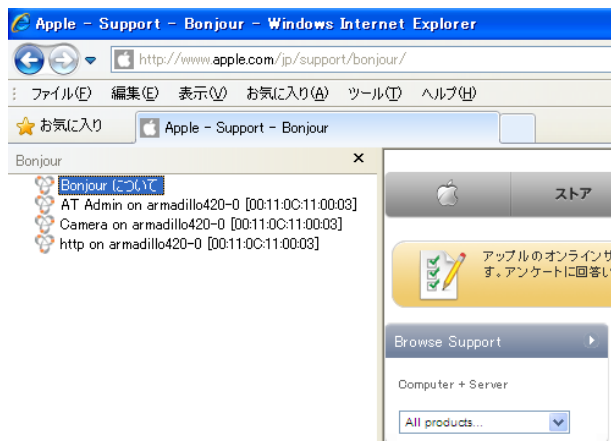 Apple - Support - Bonjour - Windows Internet Explorer
http://www.apple.com/jp/support/bonjour/
ファイル(F) 編集(E) 表示(V) お気に入り(A) ツール(T) ヘルプ(H)
お気に入り Apple - Support - Bonjour
Bonjour
Bonjour について
AT Admin on armadillo420-0 [00:11:0C:11:00:03]
Camera on armadillo420-0 [00:11:0C:11:00:03]
http on armadillo420-0 [00:11:0C:11:00:03]
ストア
アップルのオンラインサ
す。アンケートに回答い
Browse Support
Computer + Server
All products...